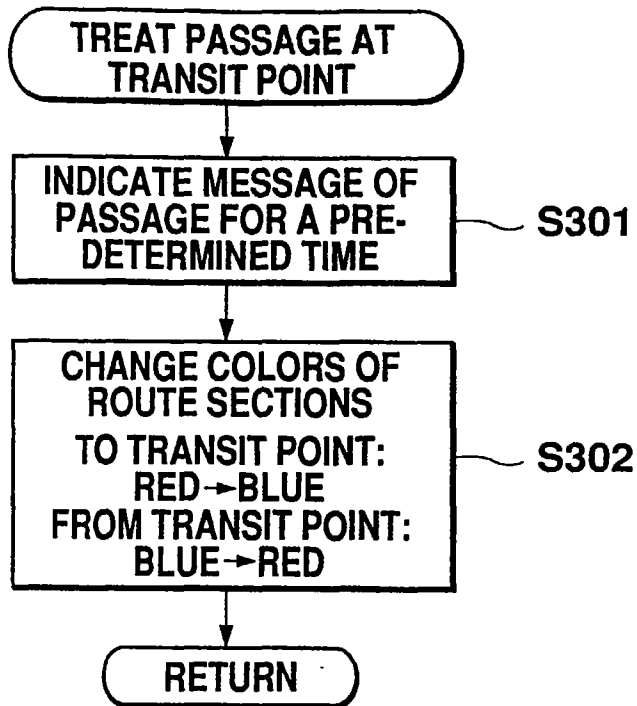 TREAT PASSAGE AT
TRANSIT POINT
INDICATE MESSAGE OF
PASSAGE FOR A PRE-
DETERMINED TIME
S301
CHANGE COLORS OF
ROUTE SECTIONS
TO TRANSIT POINT:
RED→BLUE
FROM TRANSIT POINT:
BLUE→RED
S302
RETURN